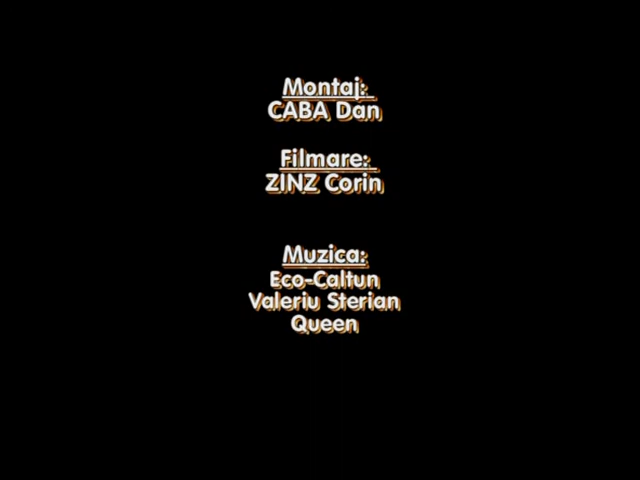 Montaj:
CABA Dan
Filmare:
ZINZ Corin
Muzica:
Eco-Caltun
Valeriu Sterian
Queen